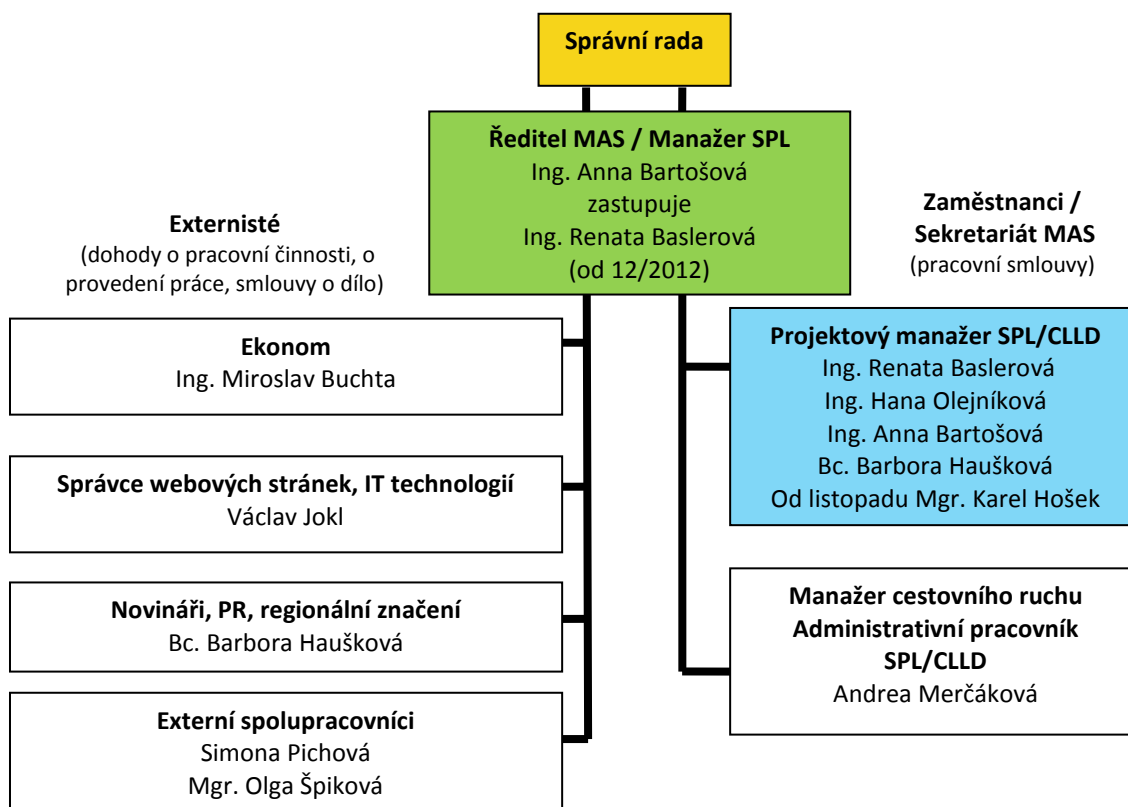 Správní rada
Ředitel MAS / Manažer SPL
Ing. Anna Bartošová
zastupuje
Ing. Renata Baslerová
(od 12/2012)
Externisté
(dohody o pracovní činnosti, o
provedení práce, smlouvy o dílo)
Zaměstnanci /
Sekretariát MAS
(pracovní smlouvy)
Ekonom
Ing. Miroslav Buchta
Správce webových stránek, IT technologií
Václav Jokl
Novináři, PR, regionální značení
Bc. Barbora Haušková
Externí spolupracovníci
Simona Pichová
Mgr. Olga Špiková
Projektový manažer SPL/CLLD
Ing. Renata Baslerová
Ing. Hana Olejníková
Ing. Anna Bartošová
Bc. Barbora Haušková
Od listopadu Mgr. Karel Hošek
Manažer cestovního ruchu
Administrativní pracovník
SPL/CLLD
Andrea Merčáková